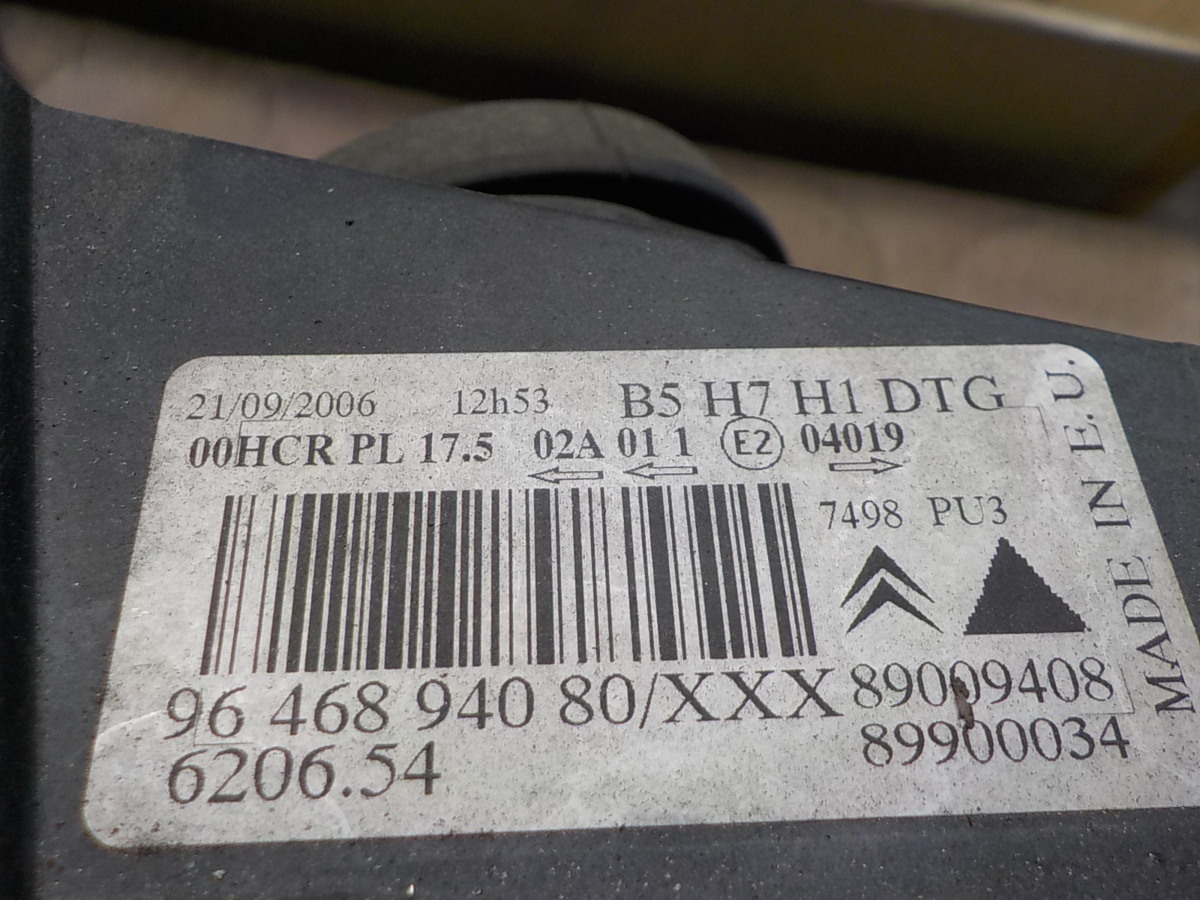 21/09/2006 12h53 B5 H7 H1 DTG
00HCR PL 17.5 02A 01 1 E2 04019
7498 PU3
96 468 940 80/XXX 89009408
6206.54 89900034
MADE IN E.U.